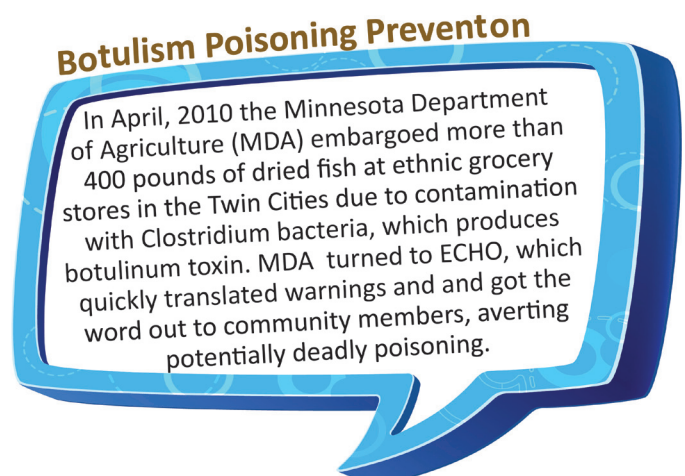 Botulism Poisoning Preventon
In April, 2010 the Minnesota Department
of Agriculture (MDA) embargoed more than
400 pounds of dried fish at ethnic grocery
stores in the Twin Cities due to contamination
with Clostridium bacteria, which produces
botulinum toxin. MDA  turned to ECHO, which
quickly translated warnings and and got the
word out to community members, averting
potentially deadly poisoning.